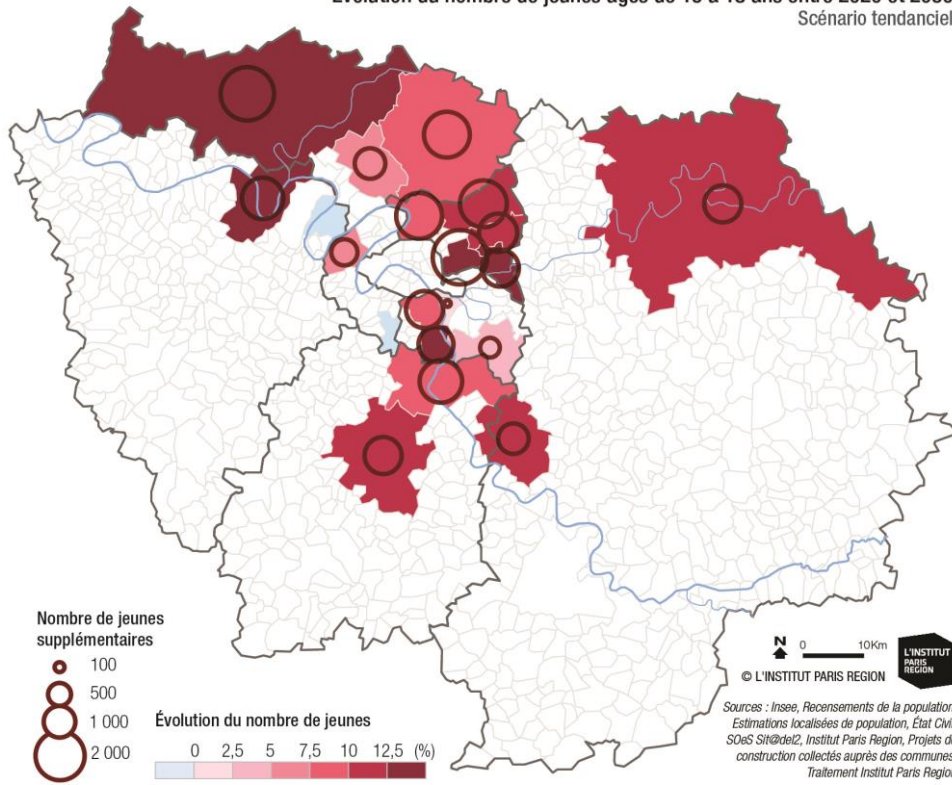 Scénario tendanciel
Nombre de jeunes
supplémentaires
100
500
1 000
2 000
Évolution du nombre de jeunes
0 2,5 5 7,5 10 12,5 (%)
N
0 10Km
© L'INSTITUT PARIS REGION
L'INSTITUT
PARIS
REGION
Sources : Insee, Recensements de la population
Estimations localisées de population, État Civil
SOeS Sit@del2, Institut Paris Region, Projets de
construction collectés auprès des communes
Traitement Institut Paris Region